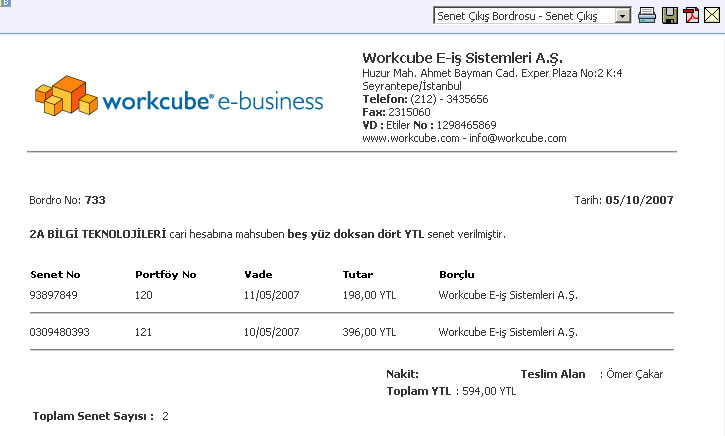 B
Senet Çıkış Bordrosu - Senet Çıkış
workcube® e-business
Workcube E-iş Sistemleri A.Ş.
Huzur Mah. Ahmet Bayman Cad. Exper Plaza No:2 K:4
Seyrantepe/İstanbul
Telefon: (212) - 3435656
Fax: 2315060
VD : Etiler No : 1298465869
www.workcube.com - info@workcube.com
Bordro No: 733 Tarih: 05/10/2007
2A BİLGİ TEKNOLOJİLERİ cari hesabına mahsuben beş yüz doksan dört YTL senet verilmiştir.
Senet No Portföy No Vade Tutar Borçlu
93897849 120 11/05/2007 198,00 YTL Workcube E-iş Sistemleri A.Ş.
0309480393 121 10/05/2007 396,00 YTL Workcube E-iş Sistemleri A.Ş.
Nakit: Teslim Alan : Ömer Çakar
Toplam YTL : 594,00 YTL
Toplam Senet Sayısı : 2